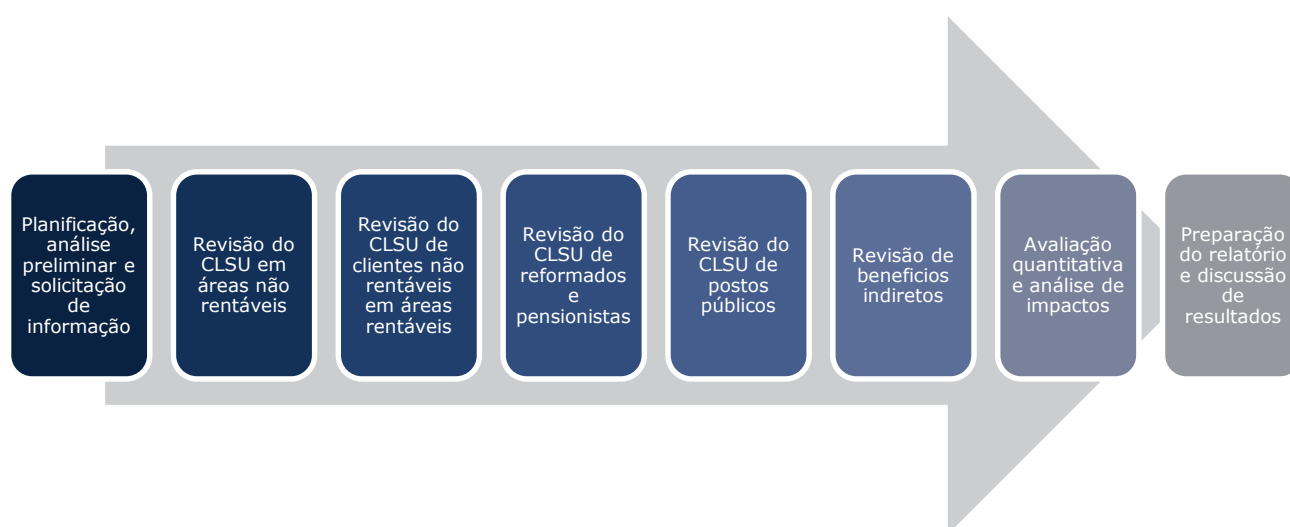 Planificação,
análise
preliminar e
solicitação
de
informação
Revisão do
CLSU em
áreas não
rentáveis
Revisão do
CLSU de
clientes não
rentáveis
em áreas
rentáveis
Revisão do
CLSU de
reformados
e
pensionistas
Revisão do
CLSU de
postos
públicos
Revisão de
beneficios
indiretos
Avaliação
quantitativa
e análise de
impactos
Preparação
do relatório
e discussão
de
resultados